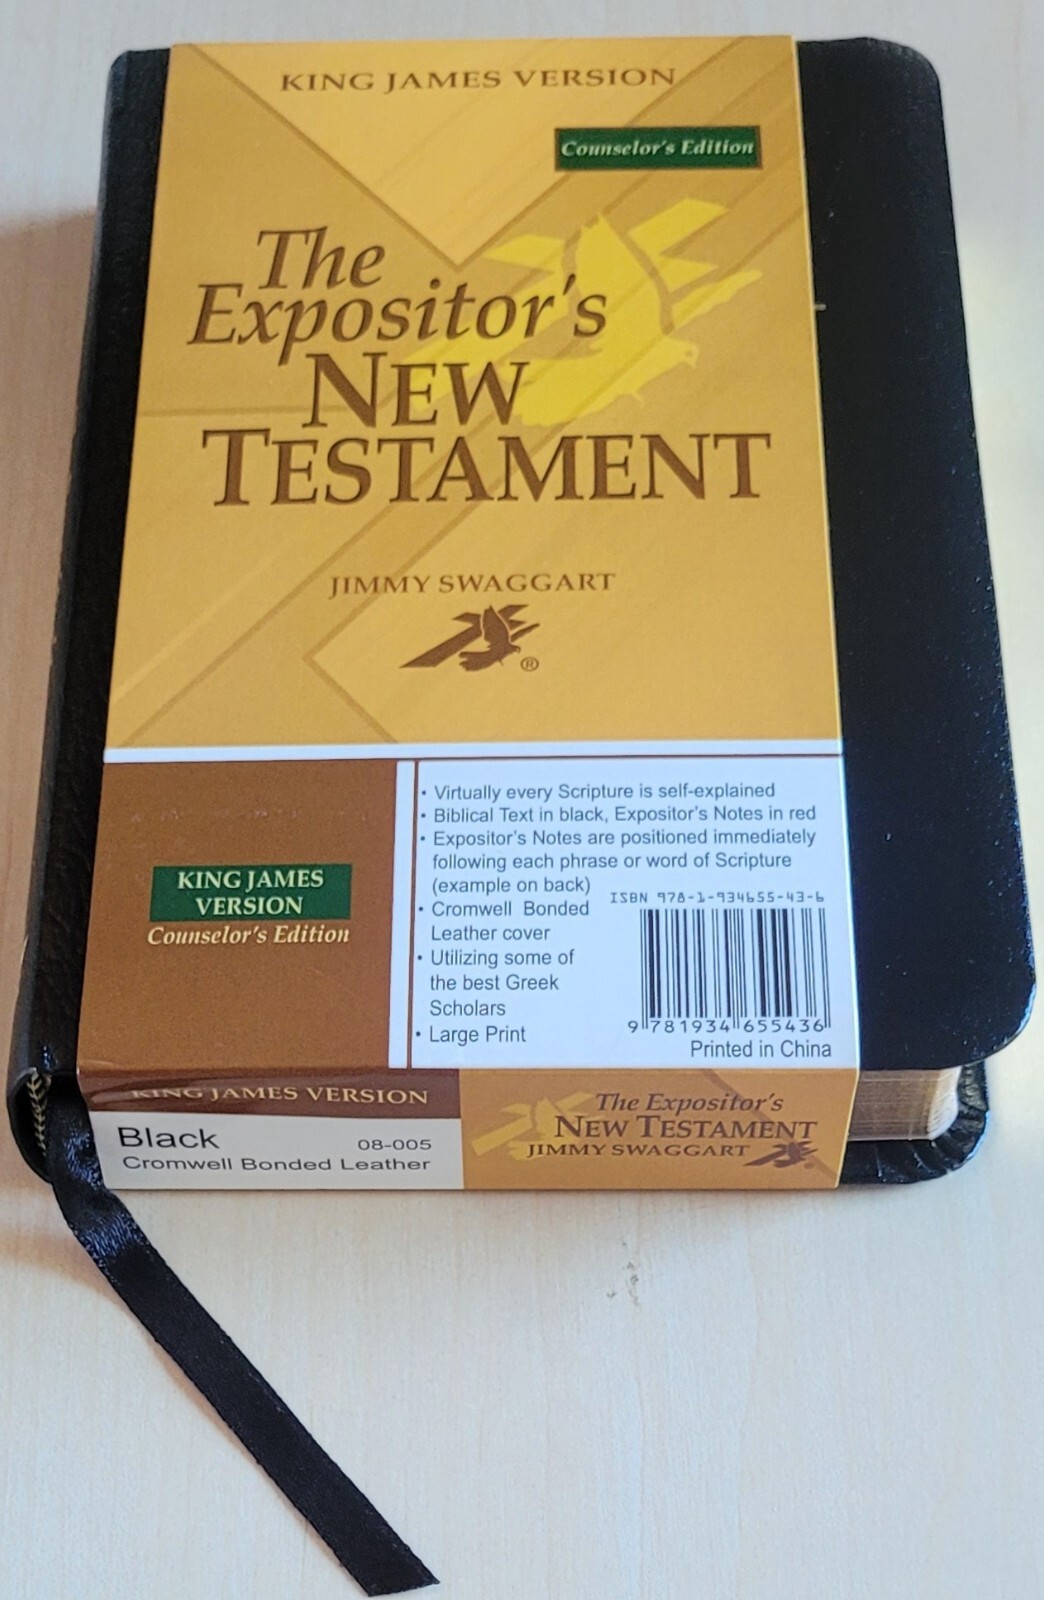 KING JAMES VERSION
Counselor's Edition
The
Expositor's
NEW
TESTAMENT
JIMMY SWAGGART
®
• Virtually every Scripture is self-explained
• Biblical Text in black, Expositor's Notes in red
• Expositor's Notes are positioned immediately
following each phrase or word of Scripture
(example on back)
• Cromwell Bonded
Leather cover
• Utilizing some of
the best Greek
Scholars
• Large Print
ISBN 978-1-934655-43-6
9 781934 655436
Printed in China
KING JAMES
VERSION
Counselor's Edition
KING JAMES VERSION
Black 08-005
Cromwell Bonded Leather
The Expositor's
NEW TESTAMENT
JIMMY SWAGGART